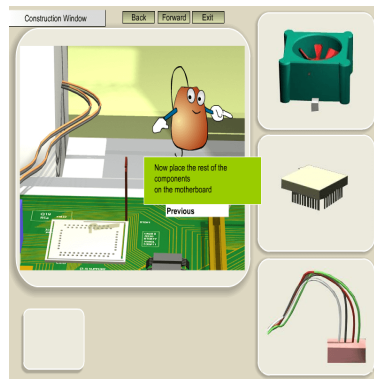 Construction Window
Back
Forward
Exit
Now place the rest of the
components
on the motherboard
Previous